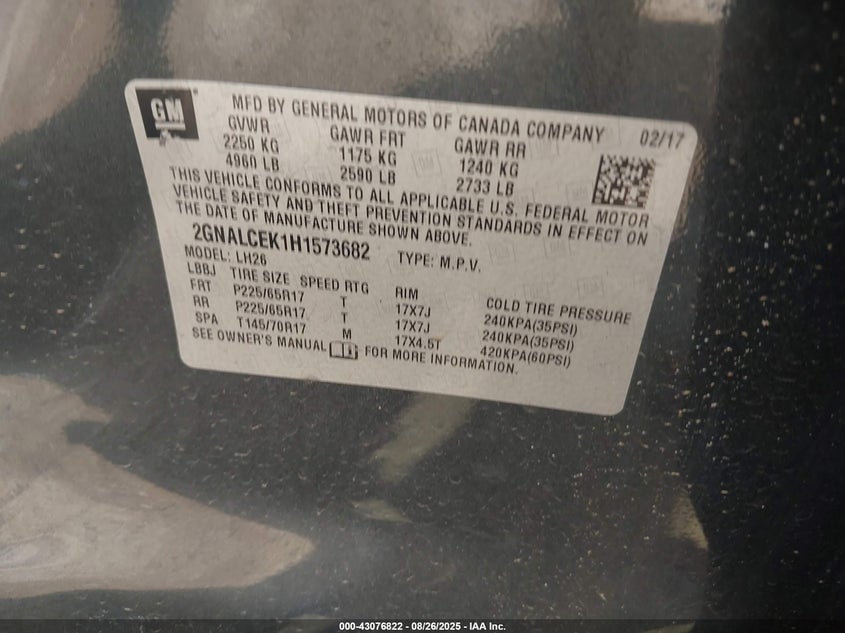 GM
MFD BY GENERAL MOTORS OF CANADA COMPANY 02/17
GVWR GAWR FRT GAWR RR
2250 KG 1175 KG 1240 KG
4960 LB 2590 LB 2733 LB
THIS VEHICLE CONFORMS TO ALL APPLICABLE U.S. FEDERAL MOTOR
VEHICLE SAFETY AND THEFT PREVENTION STANDARDS IN EFFECT ON
THE DATE OF MANUFACTURE SHOWN ABOVE.
2GNALCEK1H1573682 TYPE: M.P.V.
MODEL: LH26
LBBJ TIRE SIZE SPEED RTG RIM COLD TIRE PRESSURE
FRT P225/65R17 T 17X7J 240KPA(35PSI)
RR P225/65R17 T 17X7J 240KPA(35PSI)
SPA T145/70R17 M 17X4.5T 420KPA(60PSI)
SEE OWNER'S MANUAL FOR MORE INFORMATION.
000-43076822 - 08/26/2025 - IAA Inc.